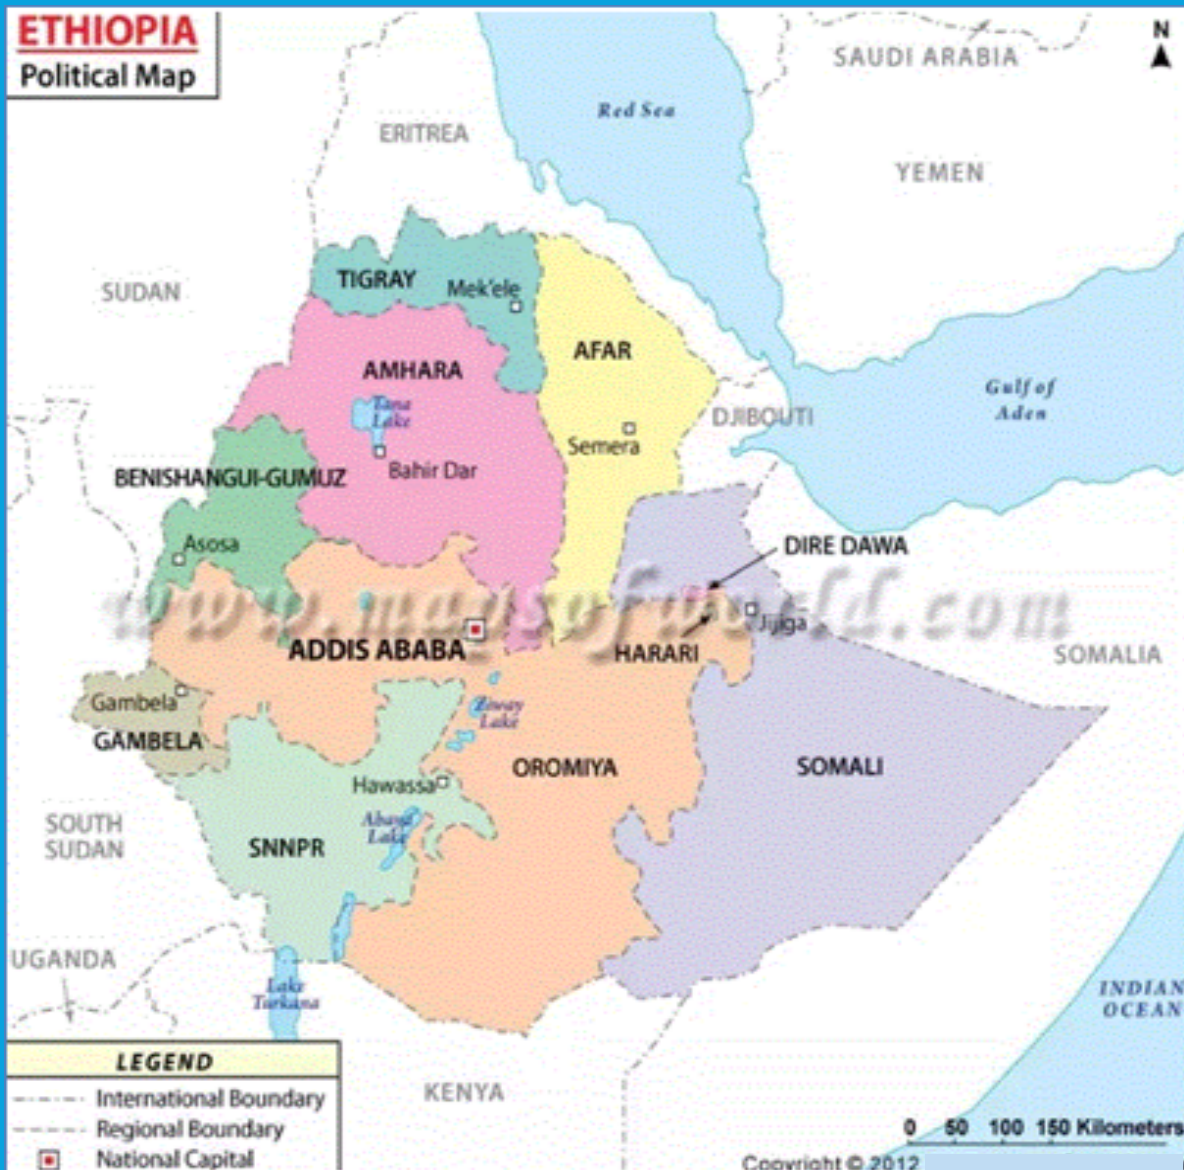 ETHIOPIA
Political Map
N
SAUDI ARABIA
Red Sea
ERITREA
YEMEN
TIGRAY
Mek'ele
SUDAN
AFAR
AMHARA
Gulf of
Aden
Tana
Lake
DJIBOUTI
Semera
Bahir Dar
BENISHANGUI-GUMUZ
Asosa
DIRE DAWA
www.mapsofworld.com
Jijiga
ADDIS ABABA
HARARI
SOMALIA
Gambela
Ziway
Lake
GAMBELA
OROMIYA
SOMALI
Hawassa
Abaya
Lake
SOUTH
SUDAN
SNNPR
UGANDA
Lake
Turkana
INDIAN
OCEAN
LEGEND
International Boundary
Regional Boundary
National Capital
KENYA
0 50 100 150 Kilometers
Copyright © 2012